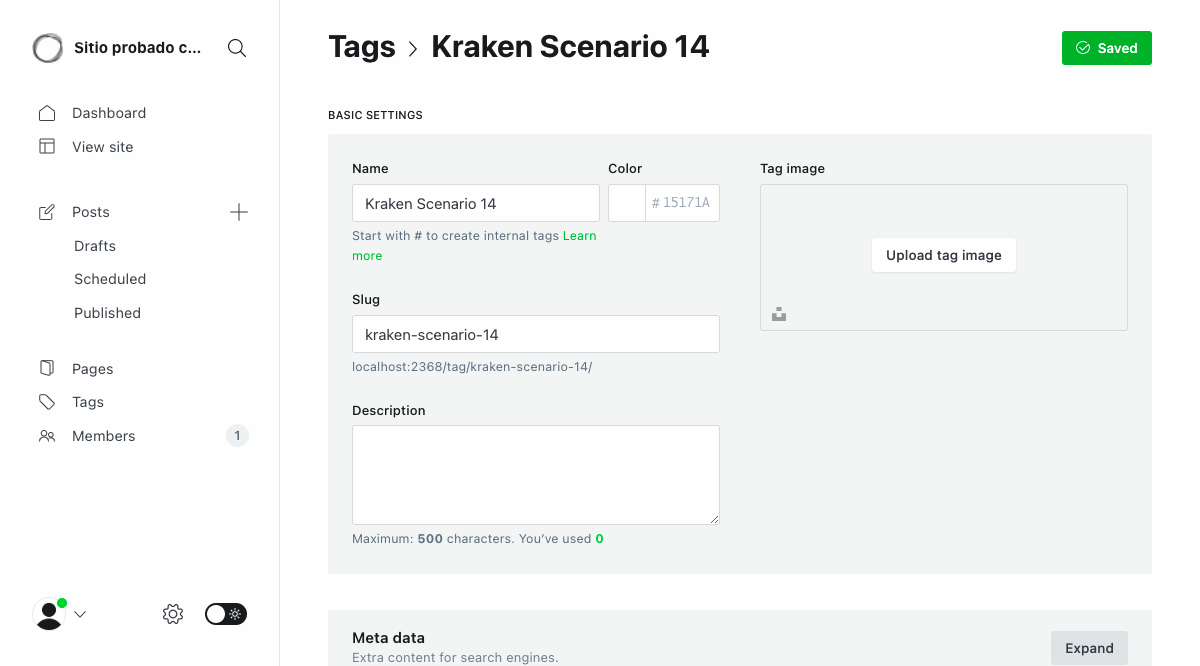 Sitio probado c...
Dashboard
View site
Posts
Drafts
Scheduled
Published
Pages
Tags
Members 1
Tags > Kraken Scenario 14
Saved
BASIC SETTINGS
Name
Kraken Scenario 14
Start with # to create internal tags Learn
more
Color
# 15171A
Slug
kraken-scenario-14
localhost:2368/tag/kraken-scenario-14/
Description
Maximum: 500 characters. You’ve used 0
Tag image
Upload tag image
Meta data
Extra content for search engines.
Expand